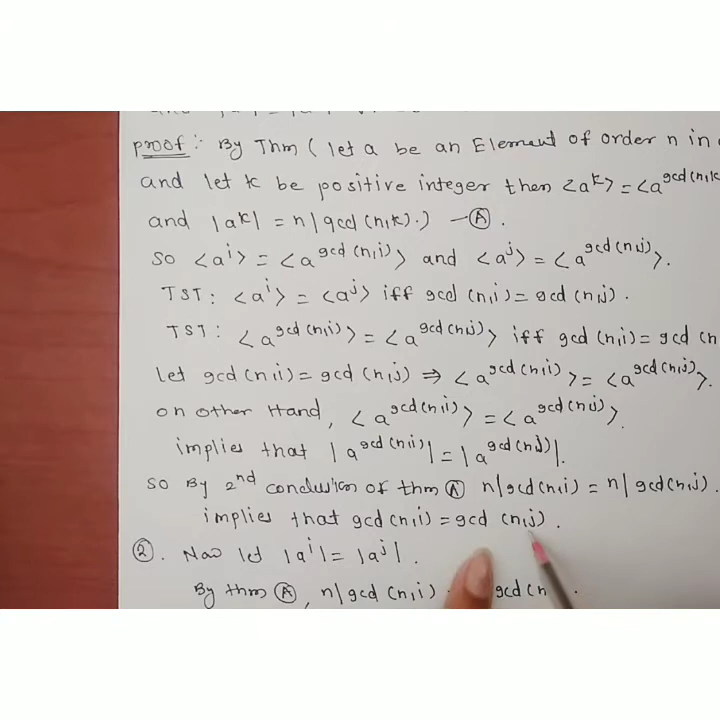 proof :- By Thm ( let a be an Element of order n in
and let k be positive integer then <a^k> = <a^gcd(n,k
and |a^k| = n/gcd(n,k).) —Ⓐ.
so <a^i> = <a^gcd(n,i)> and <a^j> = <a^gcd(n,j)>.
TST: <a^i> = <a^j> iff gcd (n,i) = gcd (n,j).
TST: <a^gcd(n,i)> = <a^gcd(n,j)> iff gcd (n,i) = gcd (n
let gcd (n,i) = gcd (n,j) ⇒ <a^gcd(n,i)> = <a^gcd(n,j)>.
on other Hand, <a^gcd(n,i)> = <a^gcd(n,j)>.
implies that |a^gcd(n,i)| = |a^gcd(n,j)|.
so By 2nd conclusion of thm Ⓐ n/gcd(n,i) = n/gcd(n,j).
implies that gcd (n,i) = gcd (n,j).
②. Now let |a^i| = |a^j|.
By thm Ⓐ, n/gcd (n,i) gcd (n